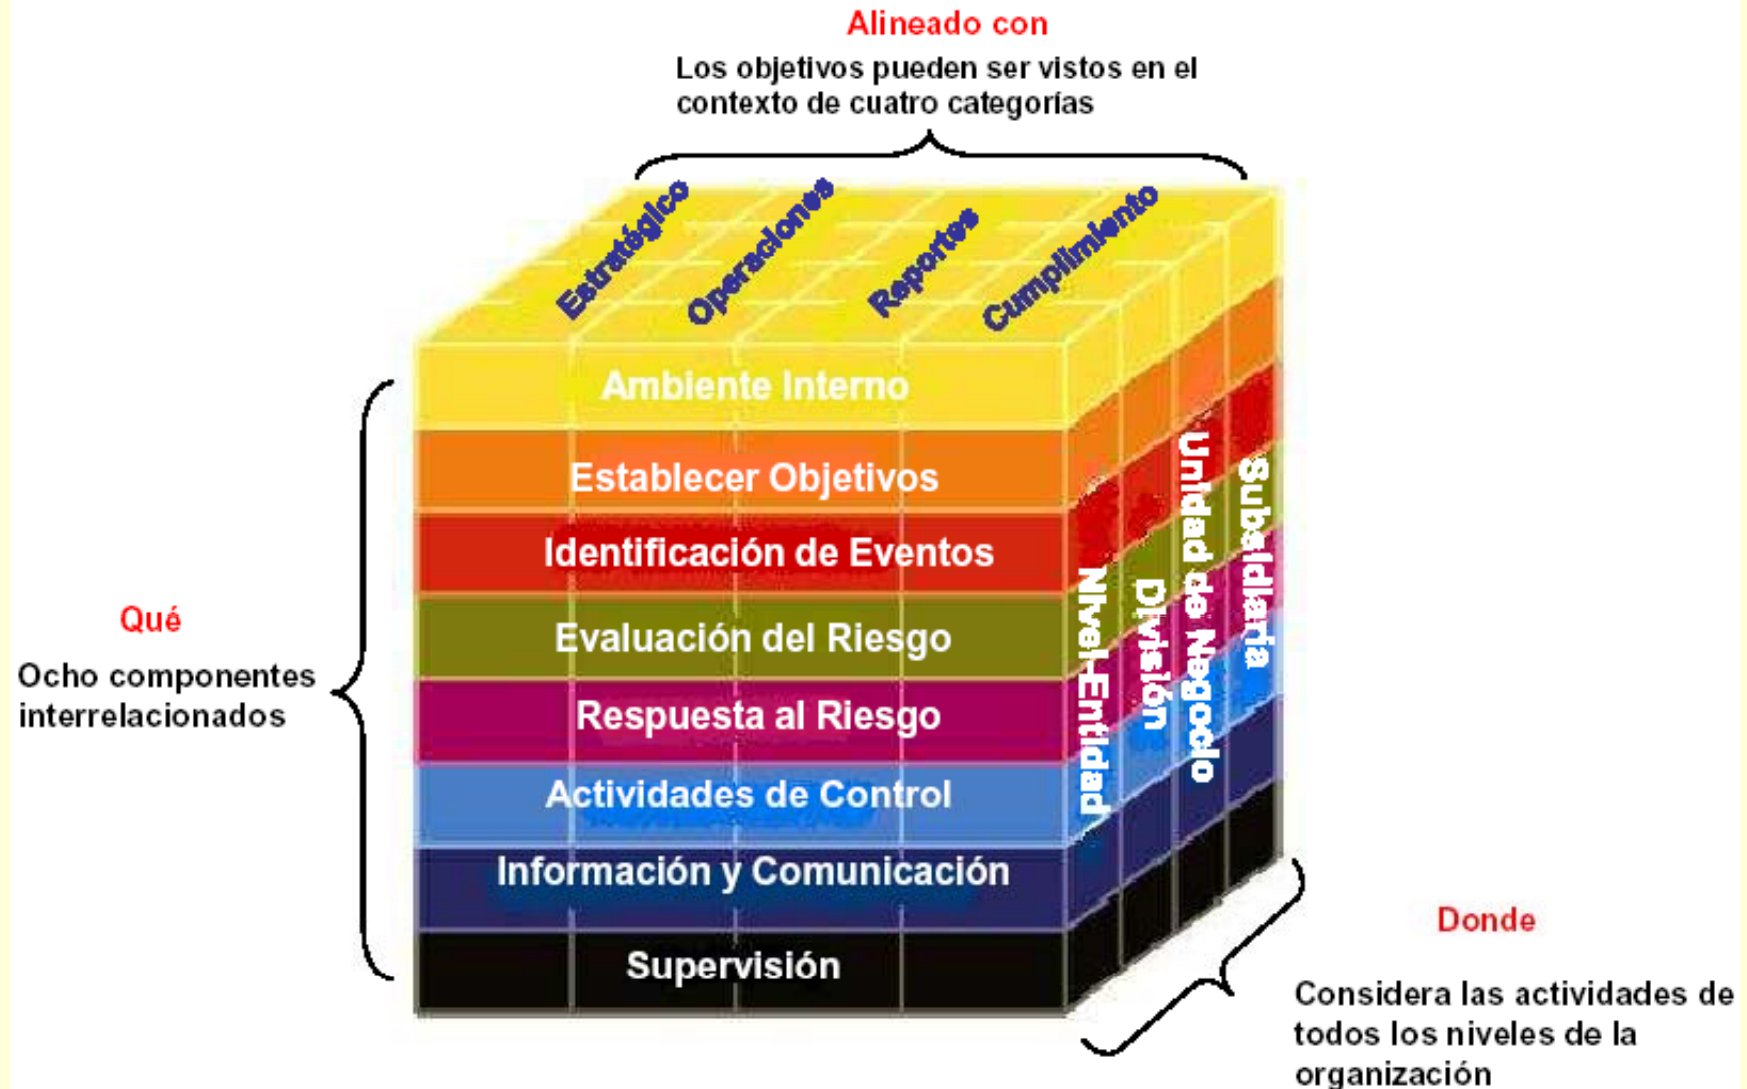 Alineado con
Los objetivos pueden ser vistos en el
contexto de cuatro categorías
Estratégico
Operaciones
Reportes
Cumplimiento
Ambiente Interno
Establecer Objetivos
Identificación de Eventos
Evaluación del Riesgo
Respuesta al Riesgo
Actividades de Control
Información y Comunicación
Supervisión
Nivel-Entidad
División
Unidad de Negocio
Subsidiaria
Qué
Ocho componentes
interrelacionados
Donde
Considera las actividades de
todos los niveles de la
organización